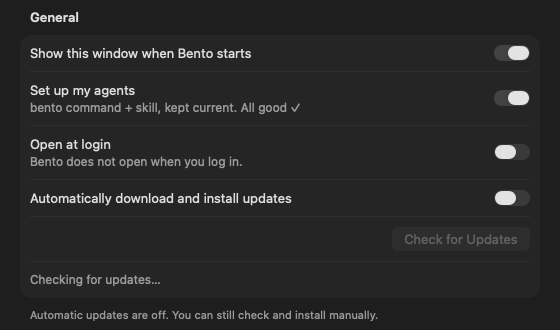 General
Show this window when Bento starts
Set up my agents
bento command + skill, kept current. All good ✓
Open at login
Bento does not open when you log in.
Automatically download and install updates
Check for Updates
Checking for updates...
Automatic updates are off. You can still check and install manually.